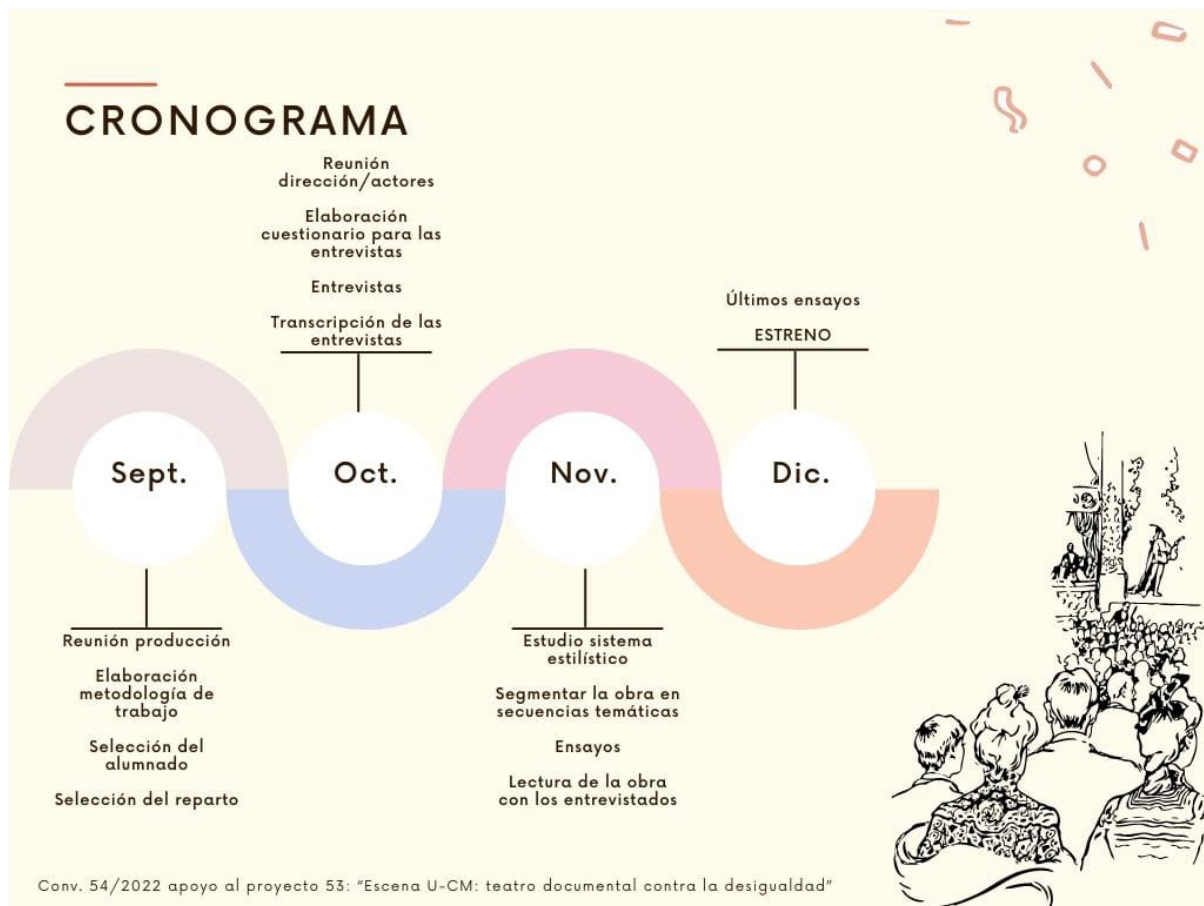 CRONOGRAMA
Reunión
dirección/actores
Elaboración
cuestionario para las
entrevistas
Entrevistas
Transcripción de las
entrevistas
Últimos ensayos
ESTRENO
Sept.
Oct.
Nov.
Dic.
Reunión producción
Elaboración
metodología de
trabajo
Selección del
alumnado
Selección del reparto
Estudio sistema
estilístico
Segmentar la obra en
secuencias temáticas
Ensayos
Lectura de la obra
con los entrevistados
Conv. 54/2022 apoyo al proyecto 53: “Escena U-CM: teatro documental contra la desigualdad”